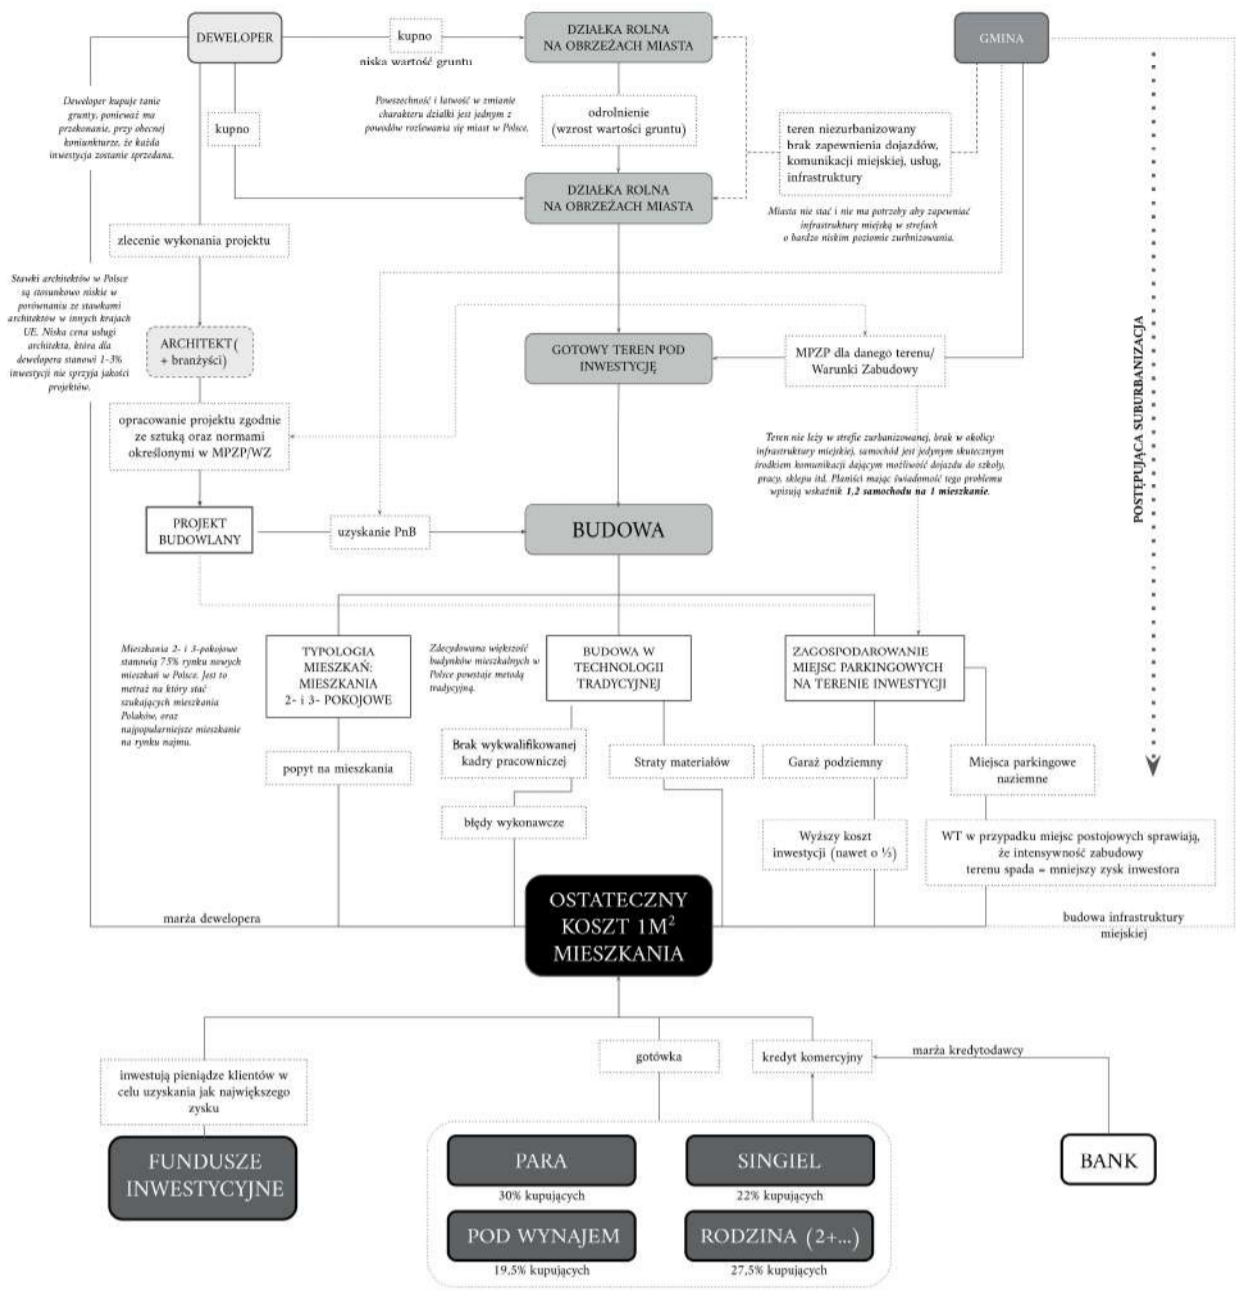 DEWELOPER
kupno
niska wartość gruntu
DZIAŁKA ROLNA
NA OBRZEŻACH MIASTA
GMINA
Deweloper kupuje tanie
grunty, ponieważ ma
przekonanie, przy obecnej
koniunkturze, że każda
inwestycja zostanie sprzedana.
kupno
Powszechność i łatwość w zmianie
charakteru działki jest jednym z
powodów rozlewania się miast w Polsce.
odrolnienie
(wzrost wartości gruntu)
teren niezurbanizowany
brak zapewnienia dojazdów,
komunikacji miejskiej, usług,
infrastruktury
DZIAŁKA ROLNA
NA OBRZEŻACH MIASTA
Miasta nie stać i nie ma potrzeby aby zapewniać
infrastrukturę miejską w strefach
o bardzo niskim poziomie zurbnizowania.
zlecenie wykonania projektu
Stawki architektów w Polsce
są stosunkowo niskie w
porównaniu ze stawkami
architektów w innych krajach
UE. Niska cena usługi
architekta, która dla
dewelopera stanowi 1-3%
inwestycji nie sprzyja jakości
projektów.
ARCHITEKT(
+ branżyści)
GOTOWY TEREN POD
INWESTYCJĘ
MPZP dla danego terenu/
Warunki Zabudowy
POSTĘPUJĄCA SUBURBANIZACJA
opracowanie projektu zgodnie
ze sztuką oraz normami
określonymi w MPZP/WZ
Teren nie leży w strefie zurbanizowanej, brak w okolicy
infrastruktury miejskiej, samochód jest jedynym skutecznym
środkiem komunikacji dającym możliwość dojazdu do szkoły,
pracy, sklepu itd. Planiści mając świadomość tego problemu
wpisują wskaźnik 1,2 samochodu na 1 mieszkanie.
PROJEKT
BUDOWLANY
uzyskanie PnB
BUDOWA
Mieszkania 2- i 3-pokojowe
stanowią 75% rynku nowych
mieszkań w Polsce. Jest to
metraż na który stać
szukających mieszkania
Polaków, oraz
najpopularniejsze mieszkanie
na rynku najmu.
TYPOLOGIA
MIESZKAŃ:
MIESZKANIA
2- i 3- POKOJOWE
Zdecydowana większość
budynków mieszkalnych w
Polsce powstaje metodą
tradycyjną.
BUDOWA W
TECHNOLOGII
TRADYCYJNEJ
ZAGOSPODAROWANIE
MIEJSC PARKINGOWYCH
NA TERENIE INWESTYCJI
popyt na mieszkania
Brak wykwalifikowanej
kadry pracowniczej
Straty materiałów
Garaż podziemny
Miejsca parkingowe
naziemne
błędy wykonawcze
Wyższy koszt
inwestycji (nawet o ⅓)
WT w przypadku miejsc postojowych sprawiają,
że intensywność zabudowy
terenu spada = mniejszy zysk inwestora
marża dewelopera
OSTATECZNY
KOSZT 1M²
MIESZKANIA
budowa infrastruktury
miejskiej
inwestują pieniądze klientów w
celu uzyskania jak największego
zysku
gotówka
kredyt komercyjny
marża kredytodawcy
FUNDUSZE
INWESTYCYJNE
PARA
30% kupujących
SINGIEL
22% kupujących
BANK
POD WYNAJEM
19,5% kupujących
RODZINA (2+...)
27,5% kupujących